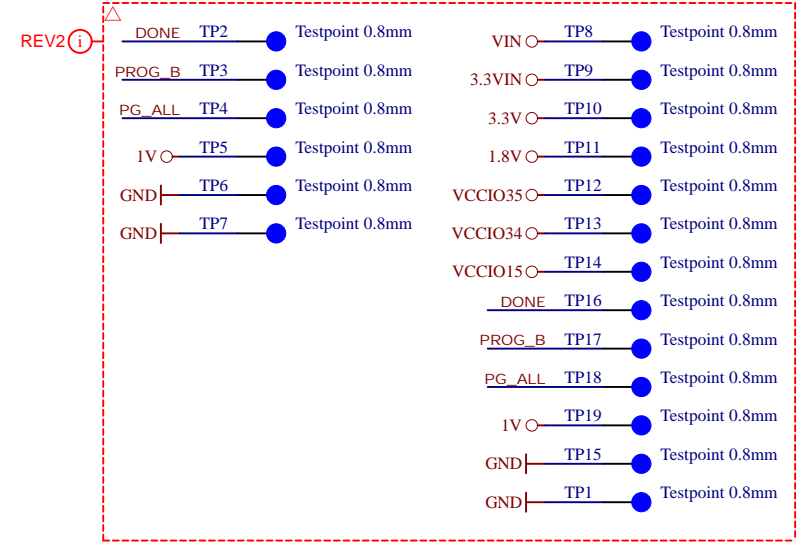 REV2 i
DONE TP2 Testpoint 0.8mm
PROG_B TP3 Testpoint 0.8mm
PG_ALL TP4 Testpoint 0.8mm
1V TP5 Testpoint 0.8mm
GND TP6 Testpoint 0.8mm
GND TP7 Testpoint 0.8mm
VIN TP8 Testpoint 0.8mm
3.3VIN TP9 Testpoint 0.8mm
3.3V TP10 Testpoint 0.8mm
1.8V TP11 Testpoint 0.8mm
VCCIO35 TP12 Testpoint 0.8mm
VCCIO34 TP13 Testpoint 0.8mm
VCCIO15 TP14 Testpoint 0.8mm
DONE TP16 Testpoint 0.8mm
PROG_B TP17 Testpoint 0.8mm
PG_ALL TP18 Testpoint 0.8mm
1V TP19 Testpoint 0.8mm
GND TP15 Testpoint 0.8mm
GND TP1 Testpoint 0.8mm